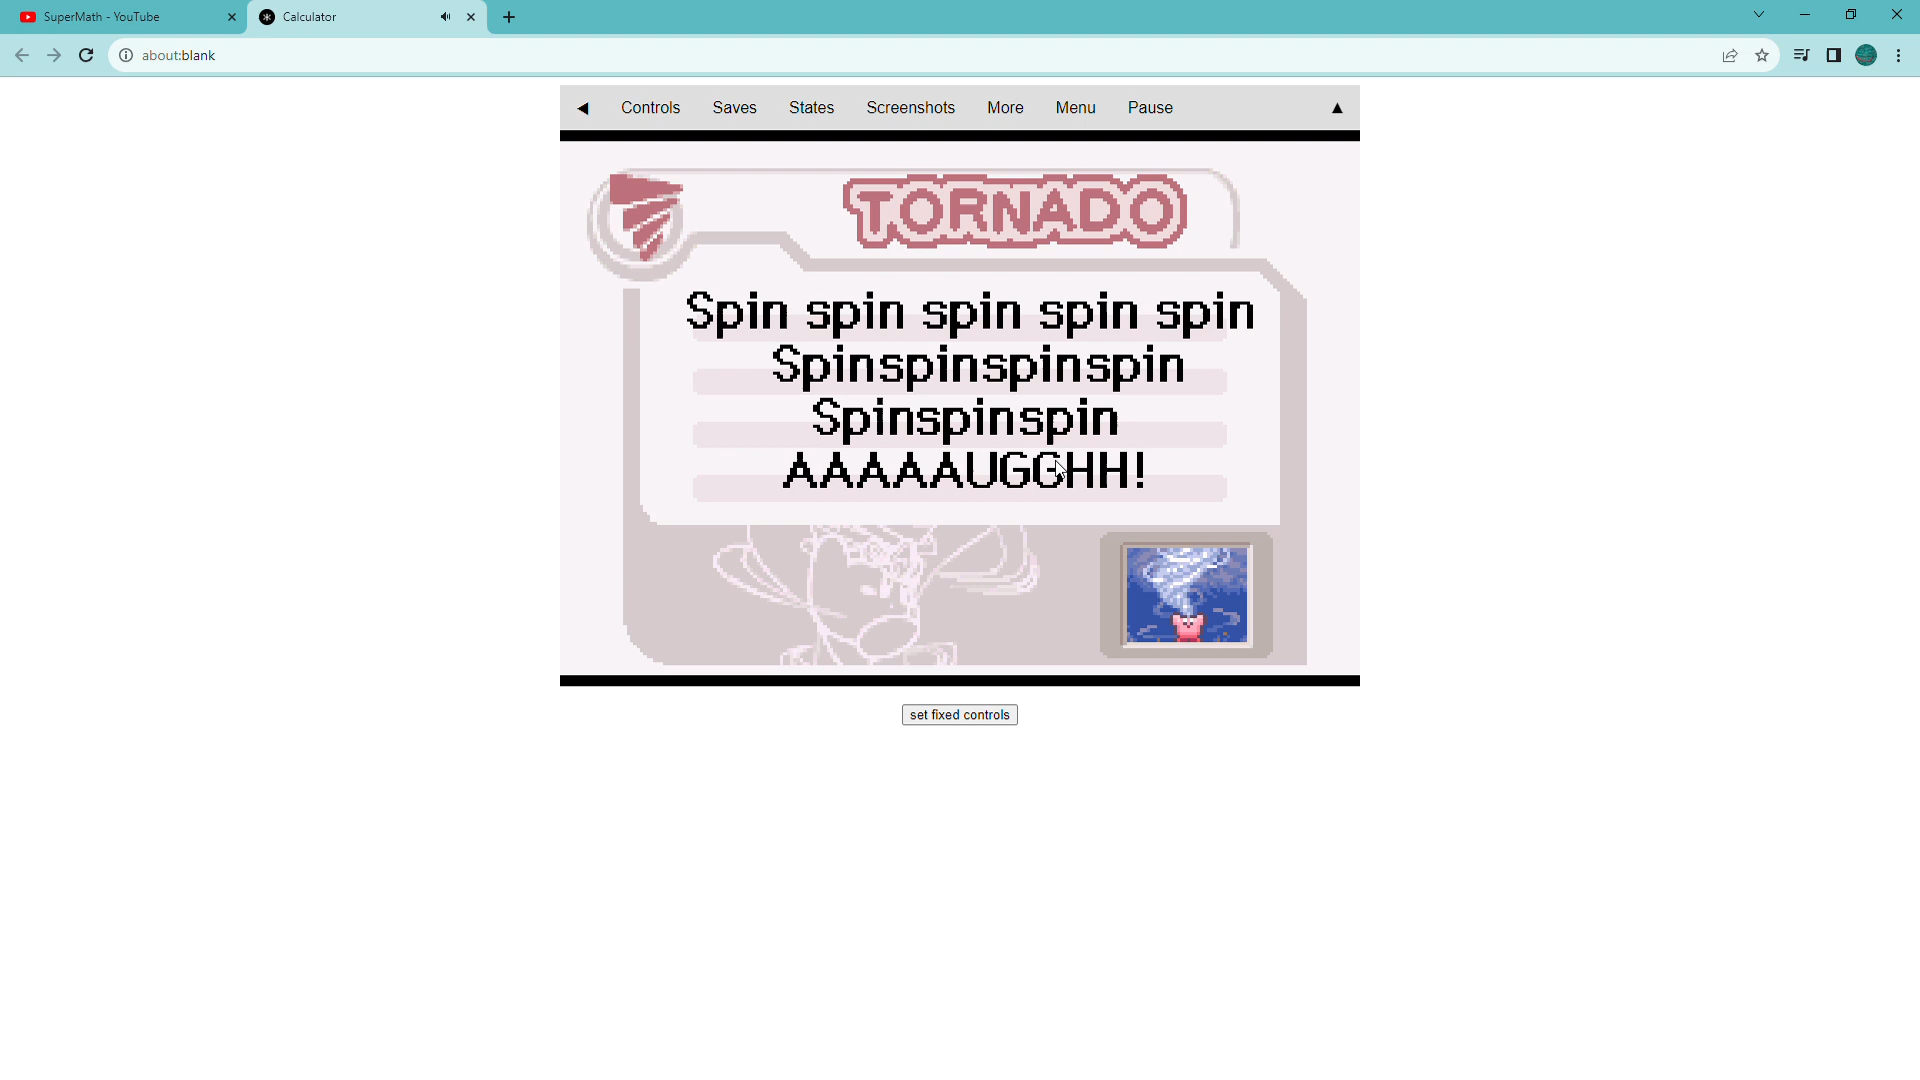 SuperMath - YouTube
Calculator
about:blank
Controls Saves States Screenshots More Menu Pause
TORNADO
Spin spin spin spin spin
Spinspinspinspin
Spinspinspin
AAAAAUGGHH!
set fixed controls